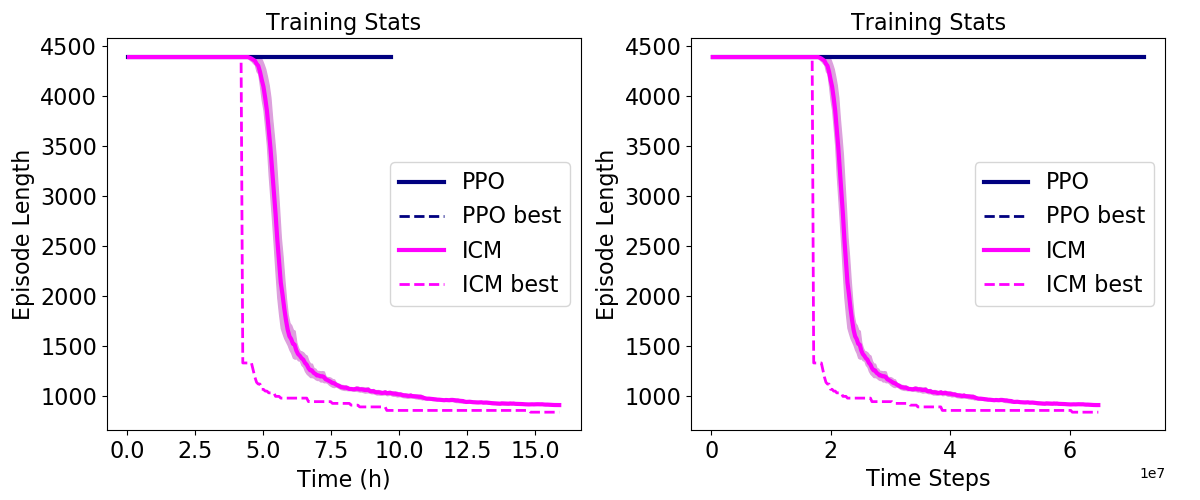 Training Stats
Episode Length
4500
4000
3500
3000
2500
2000
1500
1000
PPO
PPO best
ICM
ICM best
0.0 2.5 5.0 7.5 10.0 12.5 15.0
Time (h)
Training Stats
Episode Length
4500
4000
3500
3000
2500
2000
1500
1000
PPO
PPO best
ICM
ICM best
0 2 4 6
1e7
Time Steps